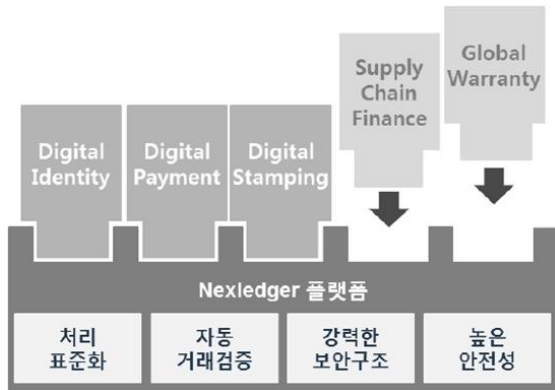 Supply
Chain
Finance
Global
Warranty
Digital
Identity
Digital
Payment
Digital
Stamping
Nexledger 플랫폼
처리
표준화
자동
거래검증
강력한
보안구조
높은
안전성